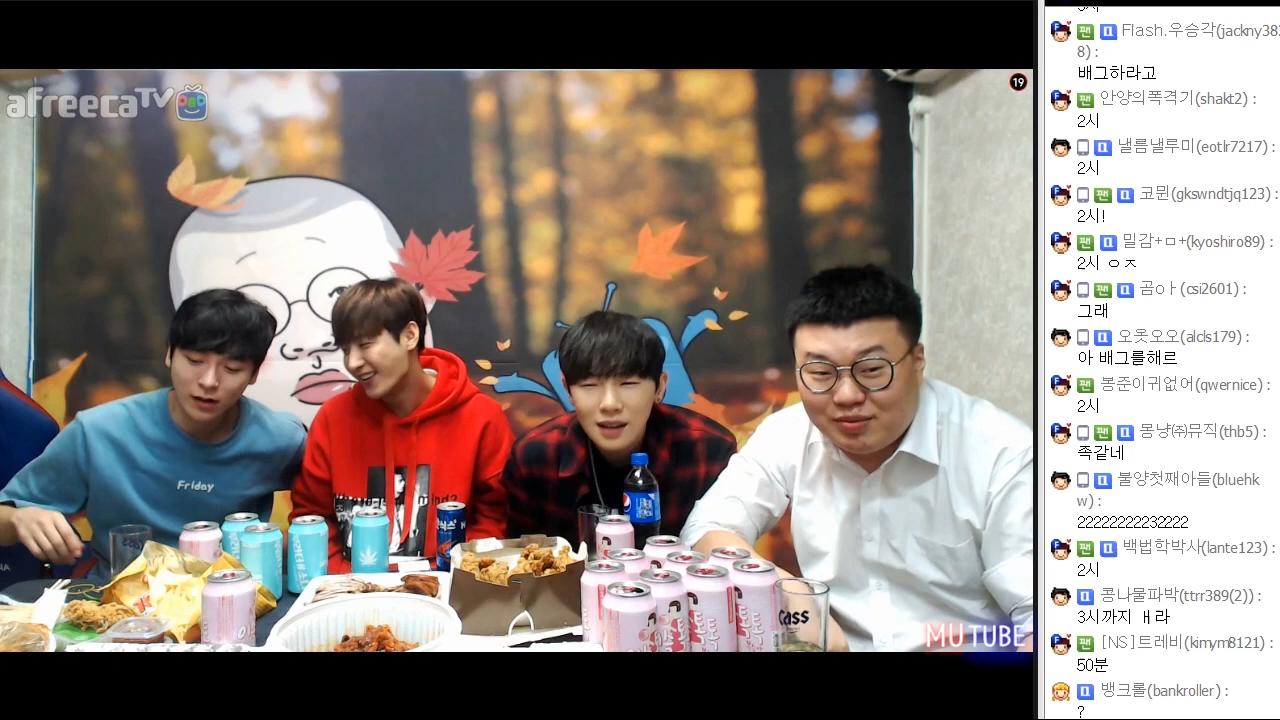 afreecaTV
19
Friday
cass
MU TUBE
Flash.우승각(jackny383
8) :
배그하라고
안양의폭격기(shakt2) :
2시
낼름낼루미(eotlr7217) :
2시
코뮌(gkswndtjq123) :
2시!
밀감+ㅁ+(kyoshiro89) :
2시 ㅇㅈ
곰ㅇㅏ(csi2601) :
그래
오옷오오(alcls179) :
아 배그를해르
봉준이귀없어(qwernice) :
2시
몽냥㈜뮤직(thb5) :
족같네
불양첫째아들(bluehk
w) :
2222222222222
백법학박사(lante123) :
2시
콩나물파박(ttrr389(2)) :
3시까지 ㅐ라
[NS]트레비(kimym8121) :
50분
뱅크롤(bankroller) :
?